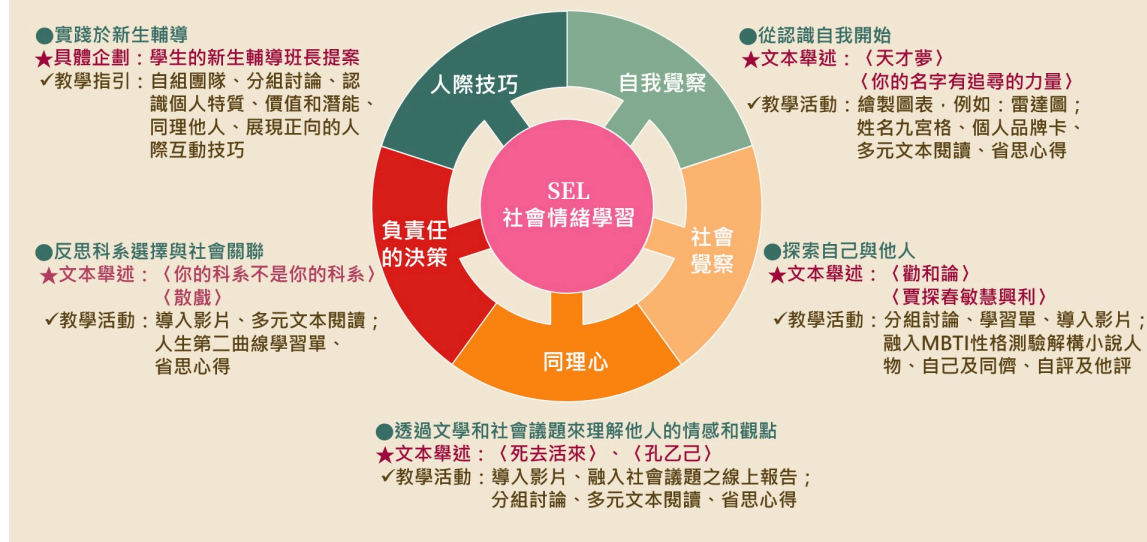 ●實踐於新生輔導
★具體企劃：學生的新生輔導班長提案
✓教學指引：自組團隊、分組討論、認
識個人特質、價值和潛能、
同理他人、展現正向的人
際互動技巧
人際技巧
自我覺察
●從認識自我開始
★文本舉述：〈天才夢〉
〈你的名字有追尋的力量〉
✓教學活動：繪製圖表，例如：雷達圖；
姓名九宮格、個人品牌卡、
多元文本閱讀、省思心得
SEL
社會情緒學習
●反思科系選擇與社會關聯
★文本舉述：〈你的科系不是你的科系〉
〈散戲〉
✓教學活動：導入影片、多元文本閱讀；
人生第二曲線學習單、
省思心得
負責任
的決策
社會
覺察
●探索自己與他人
★文本舉述：〈勸和論〉
〈賈探春敏慧興利〉
✓教學活動：分組討論、學習單、導入影片；
融入MBTI性格測驗解構小說人
物、自己及同儕、自評及他評
同理心
●透過文學和社會議題來理解他人的情感和觀點
★文本舉述：〈死去活來〉、〈孔乙己〉
✓教學活動：導入影片、融入社會議題之線上報告；
分組討論、多元文本閱讀、省思心得